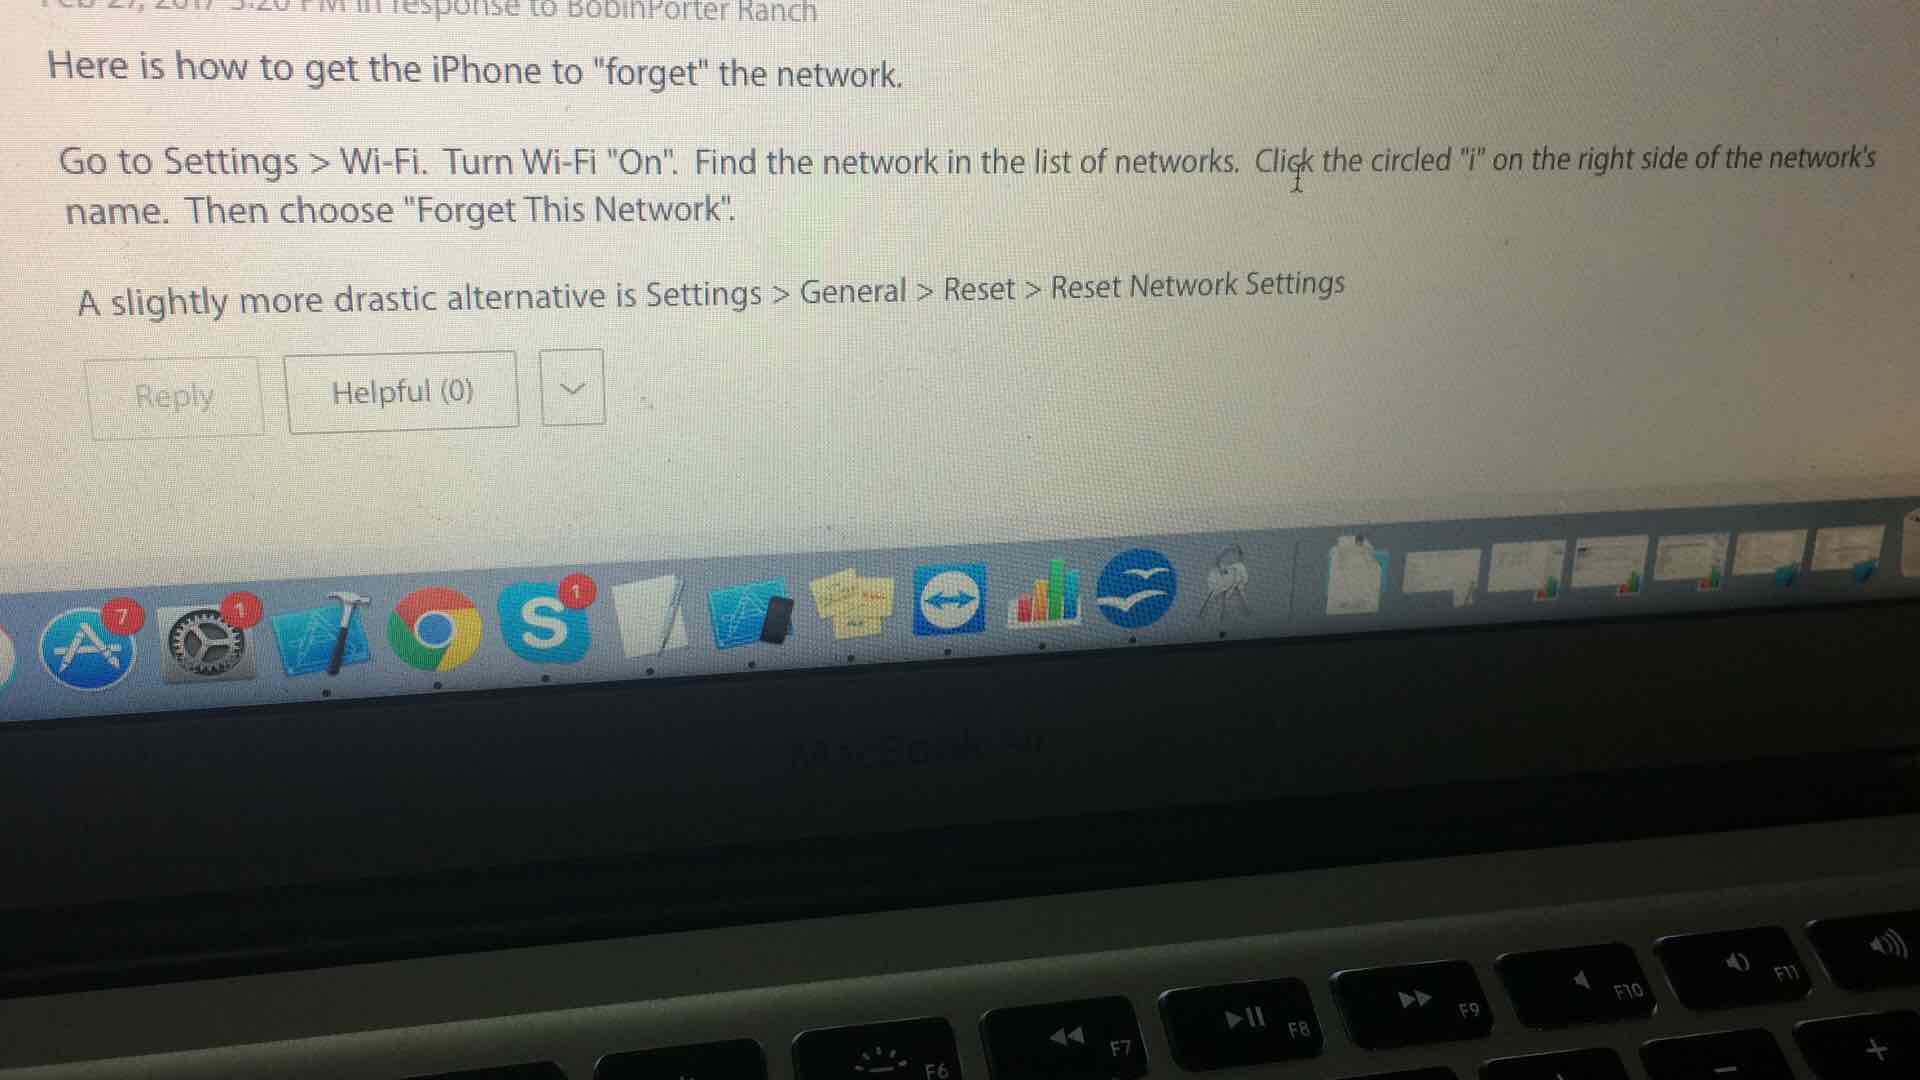 2017 3:20 PM in response to BobinPorter Ranch
Here is how to get the iPhone to "forget" the network.
Go to Settings > Wi-Fi. Turn Wi-Fi "On". Find the network in the list of networks. Click the circled "i" on the right side of the network's
name. Then choose "Forget This Network".
A slightly more drastic alternative is Settings > General > Reset > Reset Network Settings
Reply
Helpful (0)
7
1
S
1
MacBook
F6
F7
F8
F9
F10
F11